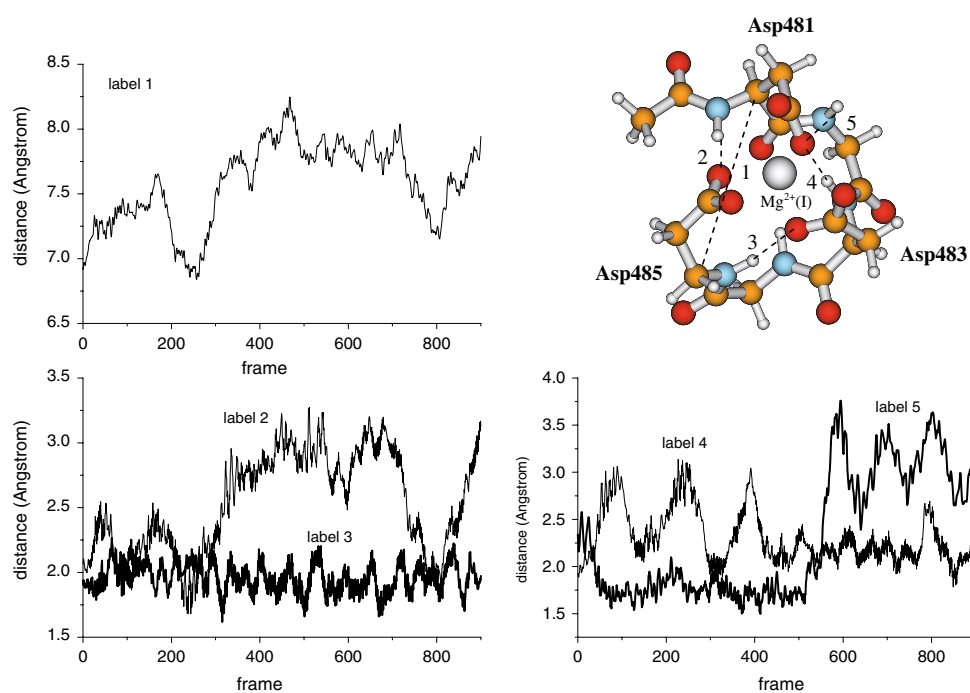 8.5
8.0
7.5
7.0
6.5
distance (Angstrom)
label 1
0 200 400 600 800
frame
Asp481
5
2
1
4
Mg²⁺(I)
3
Asp485
Asp483
3.0
2.5
2.0
1.5
distance (Angstrom)
label 2
label 3
0 200 400 600 800
frame
4.0
3.5
3.0
2.5
2.0
1.5
distance (Angstrom)
label 4
label 5
0 200 400 600 800
frame